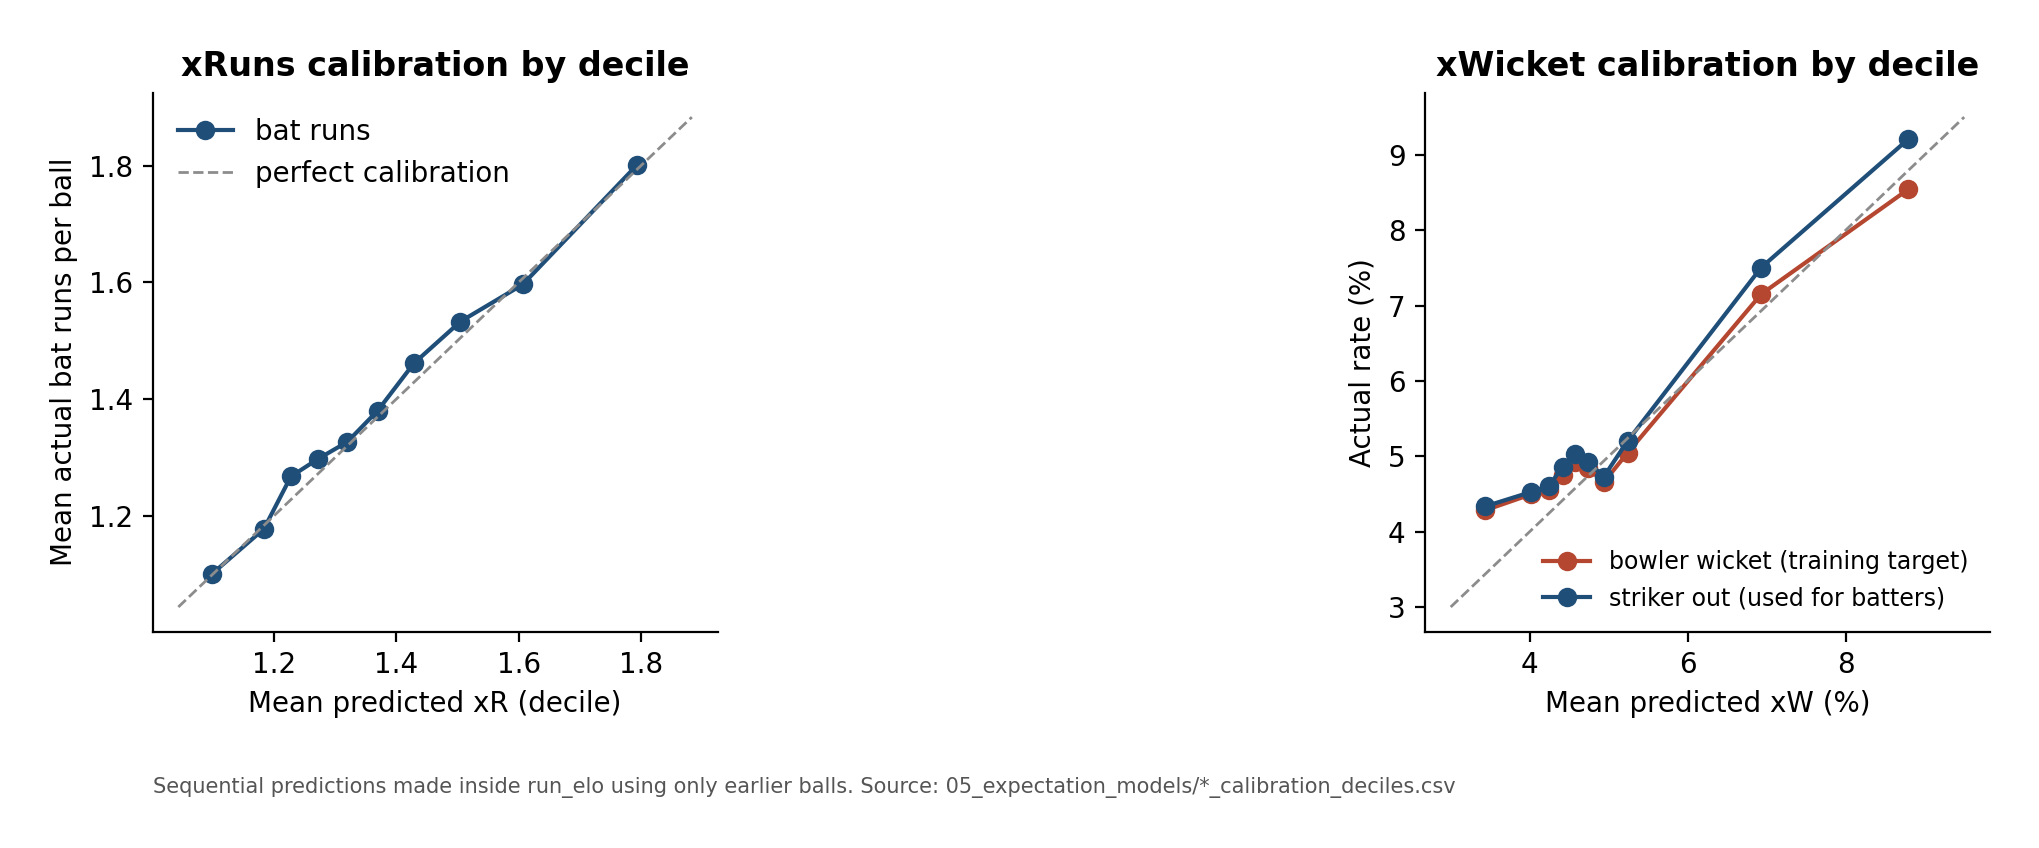 xRuns calibration by decile
bat runs
perfect calibration
Mean actual bat runs per ball
1.8
1.6
1.4
1.2
1.2 1.4 1.6 1.8
Mean predicted xR (decile)
xWicket calibration by decile
Actual rate (%)
9
8
7
6
5
4
3
bowler wicket (training target)
striker out (used for batters)
4 6 8
Mean predicted xW (%)
Sequential predictions made inside run_elo using only earlier balls. Source: 05_expectation_models/*_calibration_deciles.csv